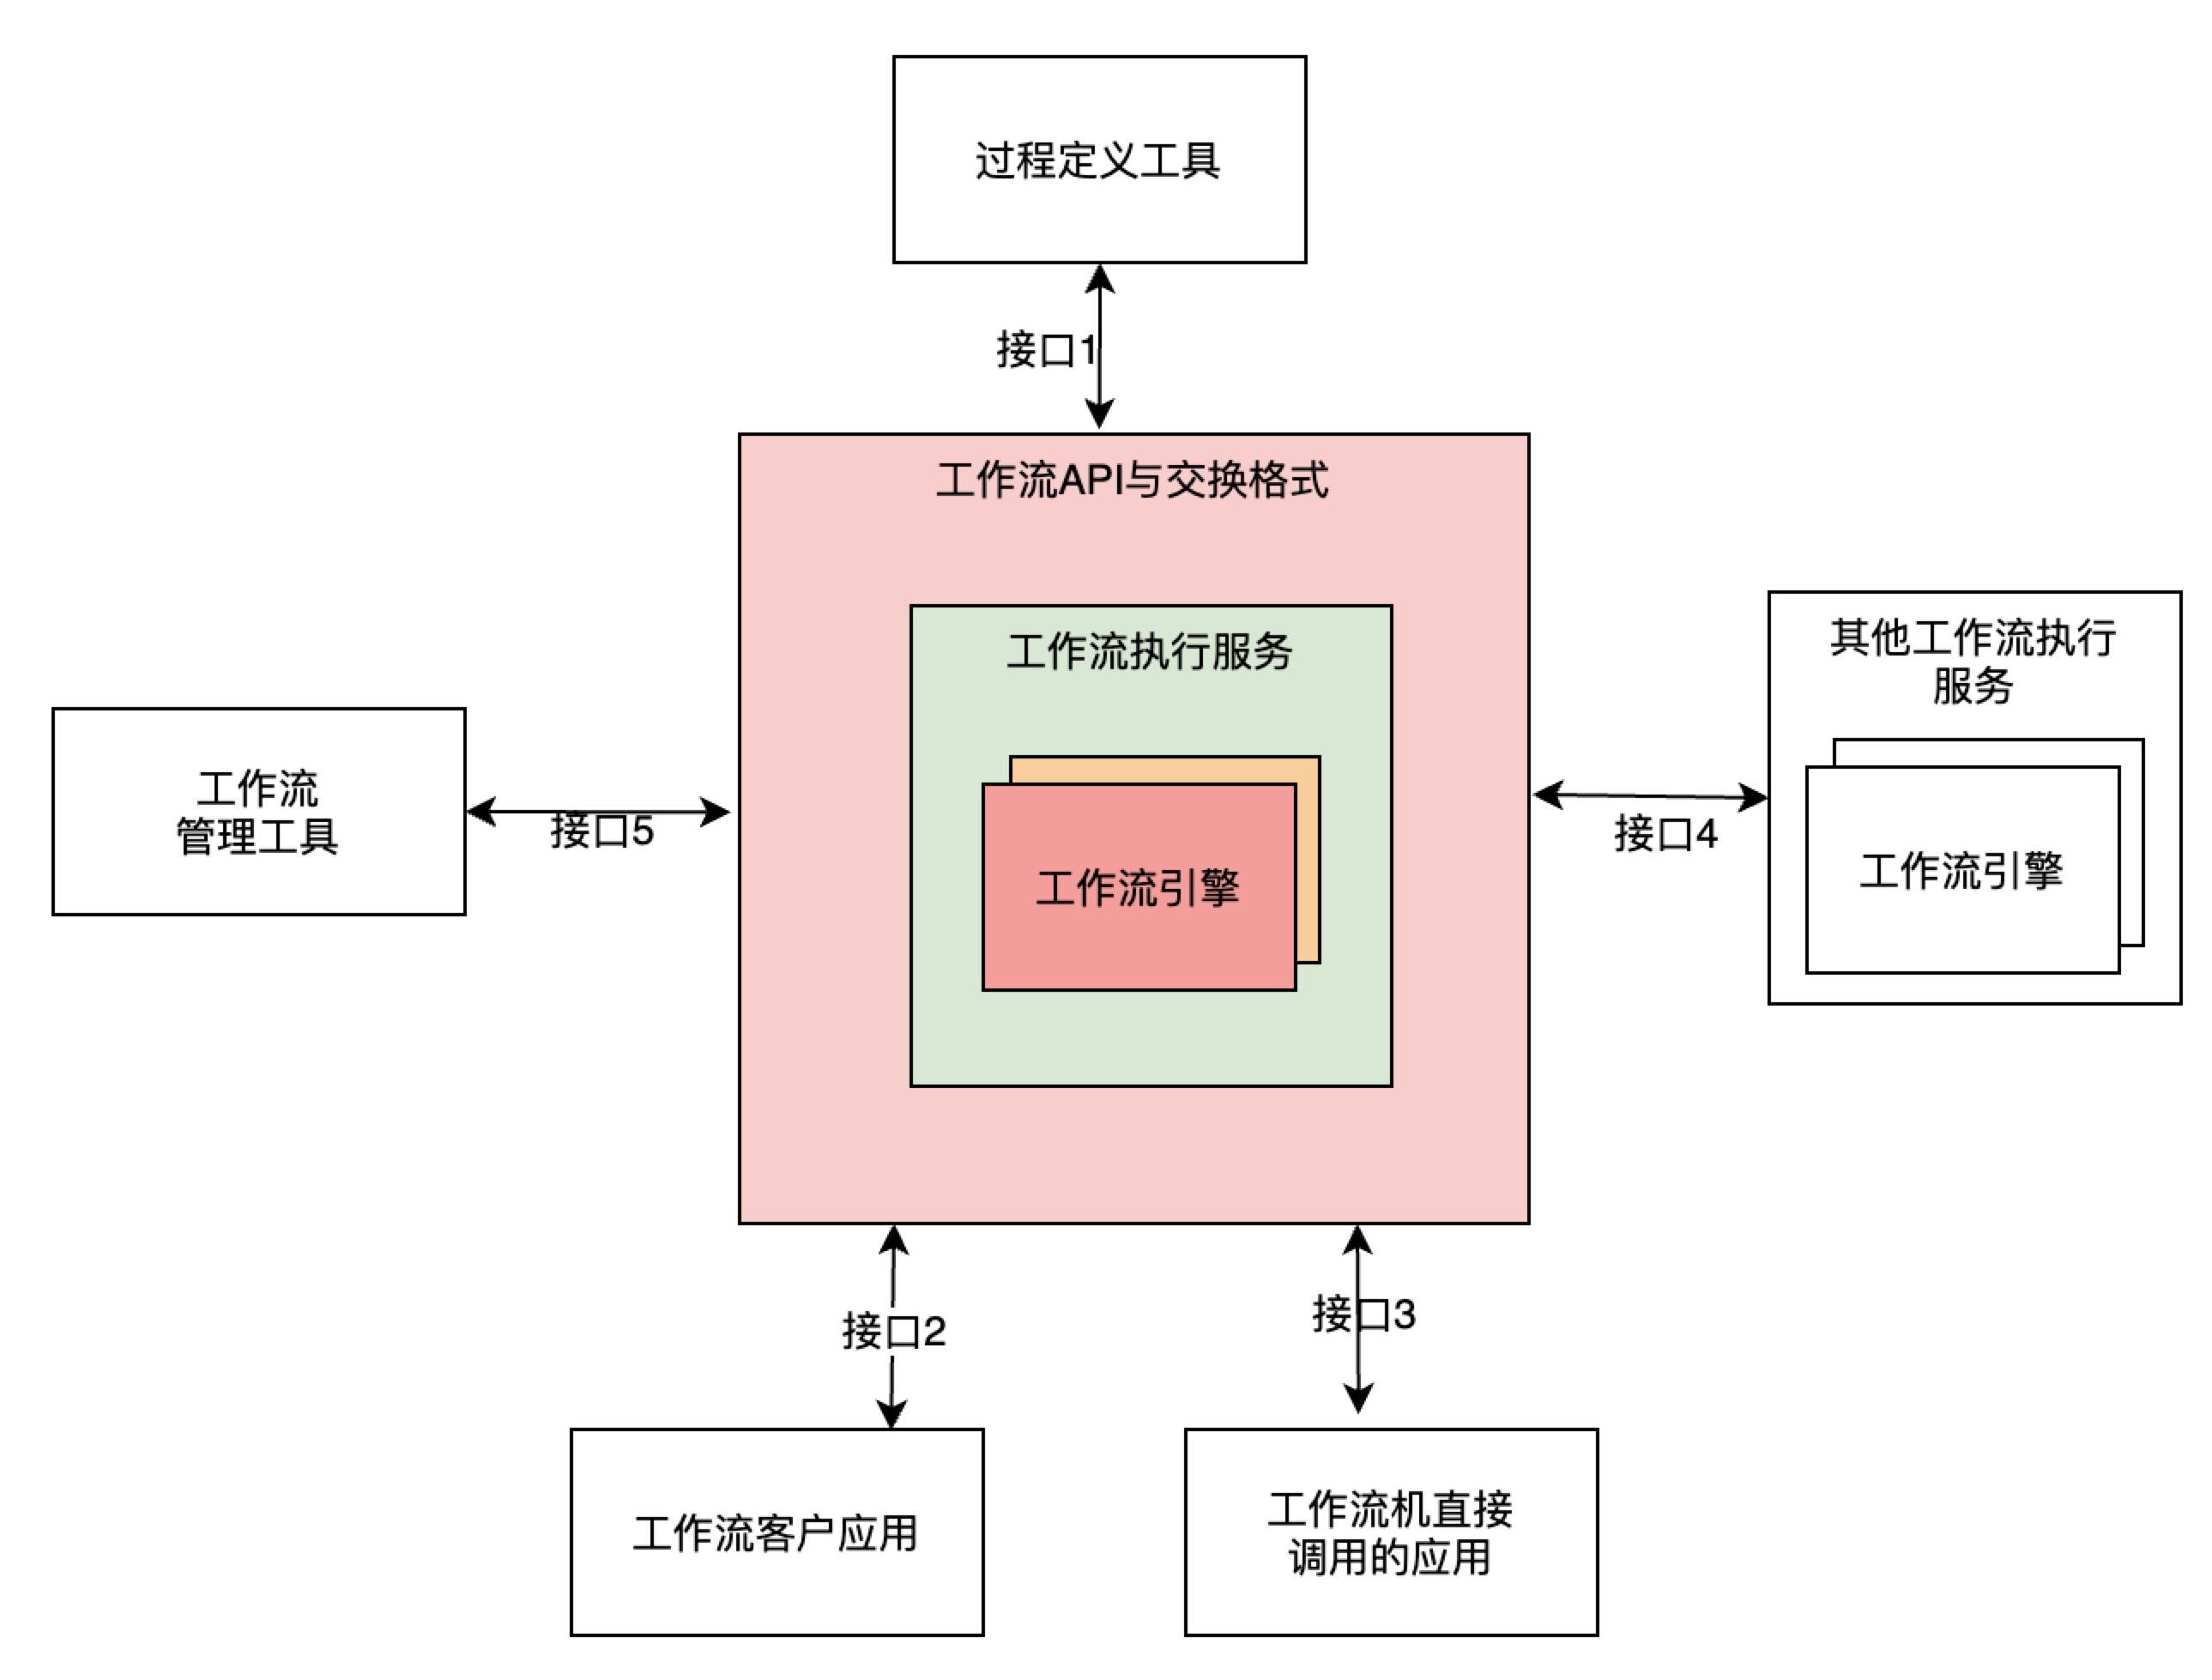 过程定义工具
接口1
工作流API与交换格式
工作流执行服务
工作流引擎
其他工作流执行
服务
工作流引擎
接口4
工作流
管理工具
接口5
接口2
接口3
工作流客户应用
工作流机直接
调用的应用